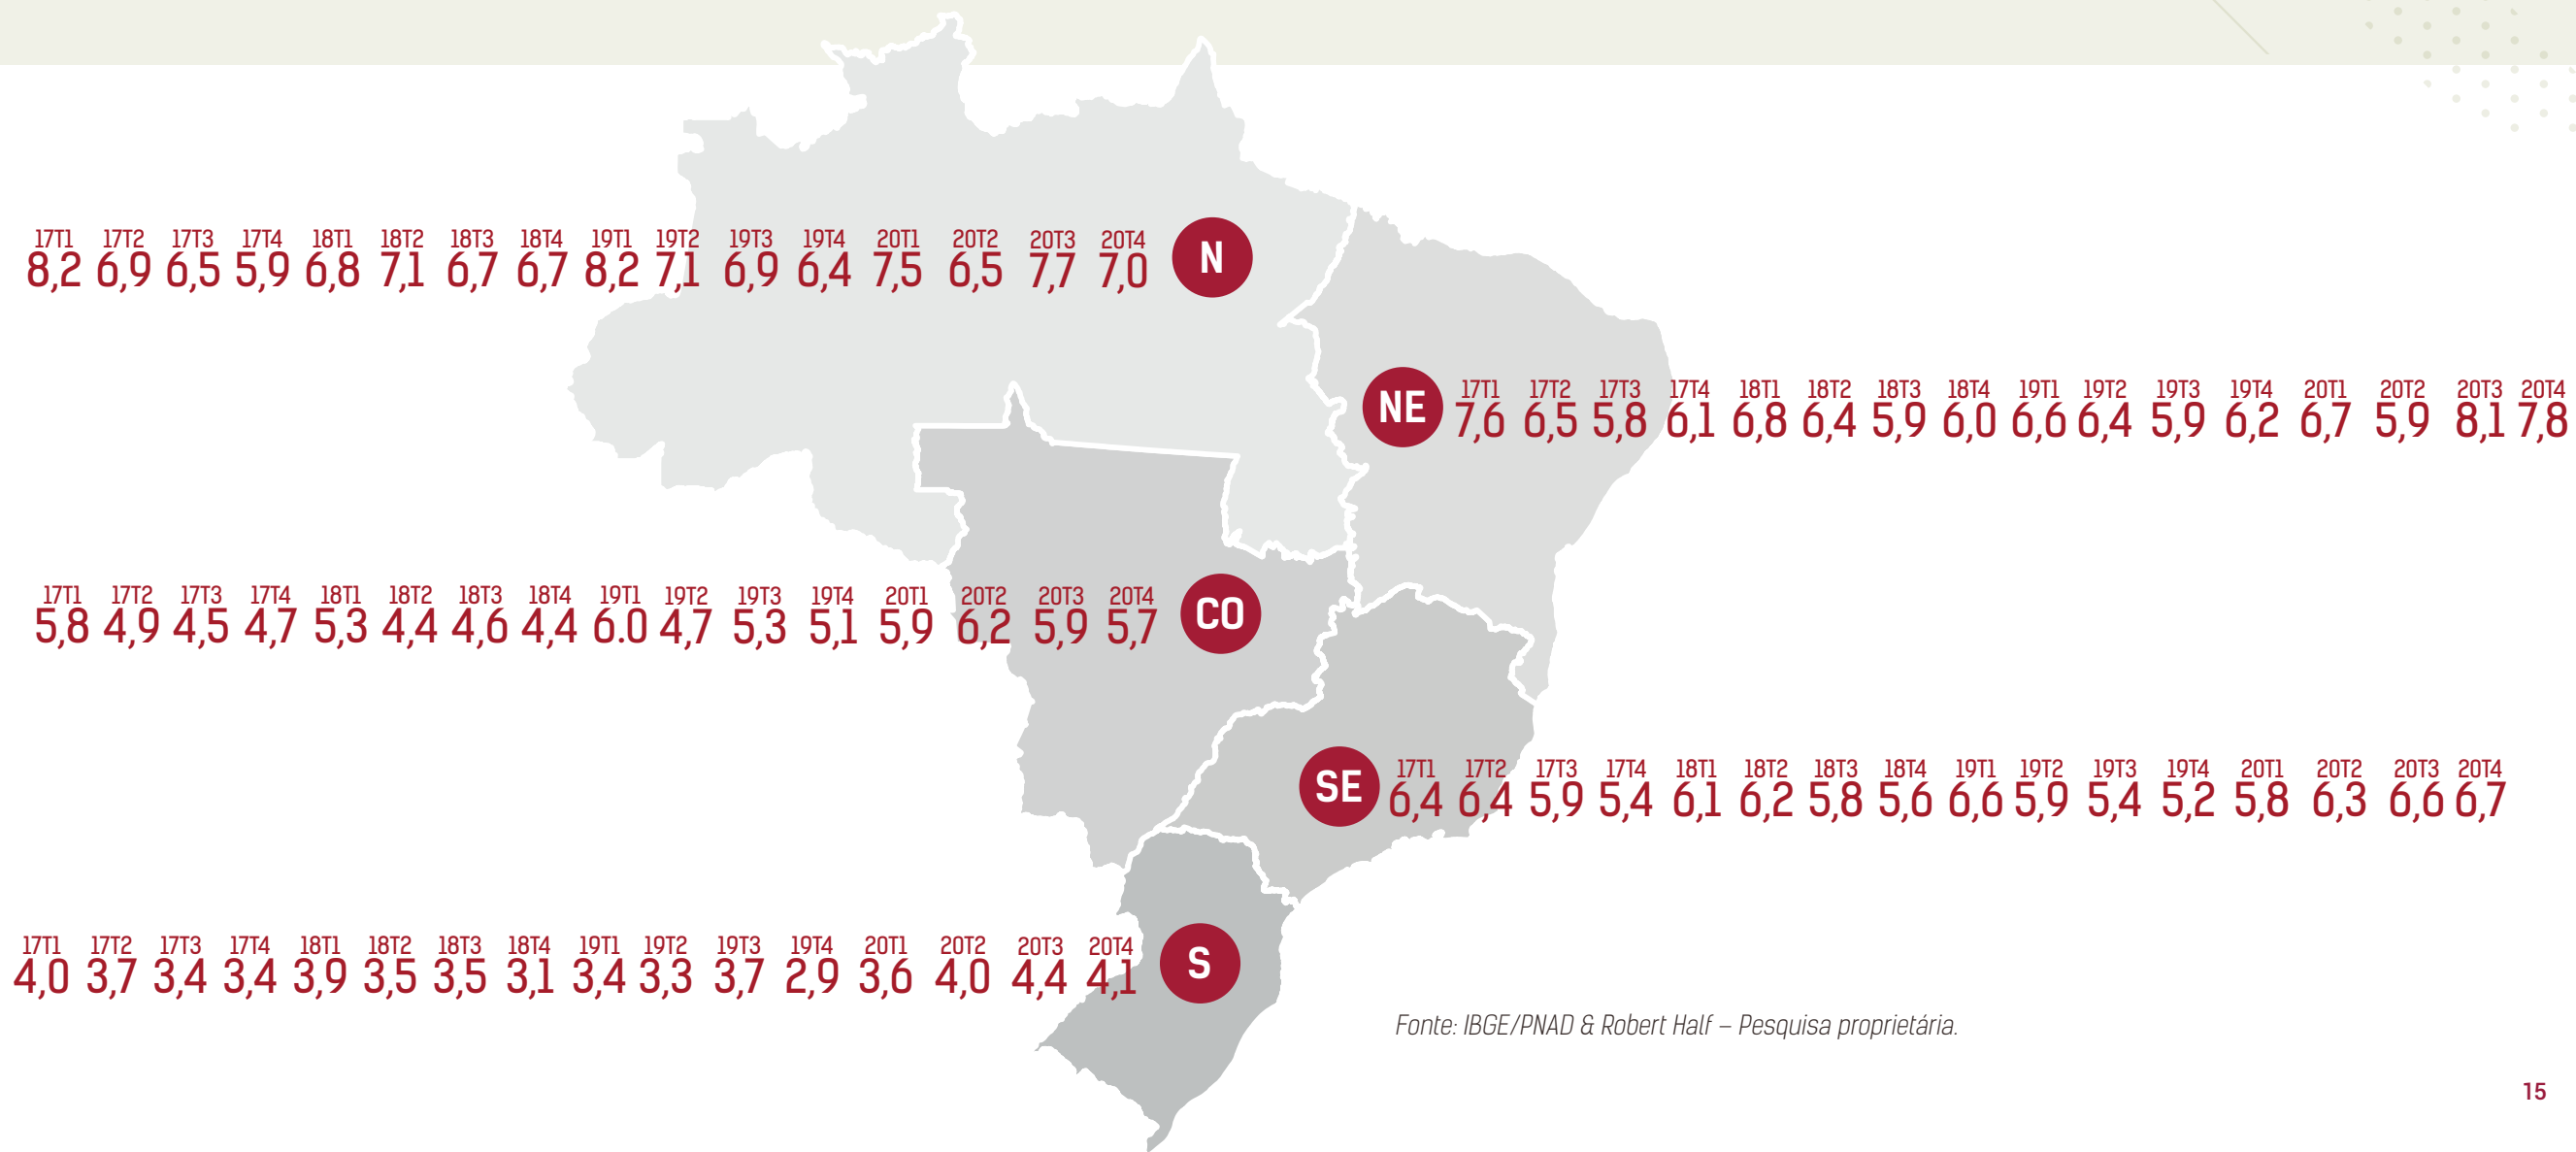 17T1 17T2 17T3 17T4 18T1 18T2 18T3 18T4 19T1 19T2 19T3 19T4 20T1 20T2 20T3 20T4
8,2 6,9 6,5 5,9 6,8 7,1 6,7 6,7 8,2 7,1 6,9 6,4 7,5 6,5 7,7 7,0
N
NE
17T1 17T2 17T3 17T4 18T1 18T2 18T3 18T4 19T1 19T2 19T3 19T4 20T1 20T2 20T3 20T4
7,6 6,5 5,8 6,1 6,8 6,4 5,9 6,0 6,6 6,4 5,9 6,2 6,7 5,9 8,1 7,8
17T1 17T2 17T3 17T4 18T1 18T2 18T3 18T4 19T1 19T2 19T3 19T4 20T1 20T2 20T3 20T4
5,8 4,9 4,5 4,7 5,3 4,4 4,6 4,4 6.0 4,7 5,3 5,1 5,9 6,2 5,9 5,7
CO
SE
17T1 17T2 17T3 17T4 18T1 18T2 18T3 18T4 19T1 19T2 19T3 19T4 20T1 20T2 20T3 20T4
6,4 6,4 5,9 5,4 6,1 6,2 5,8 5,6 6,6 5,9 5,4 5,2 5,8 6,3 6,6 6,7
17T1 17T2 17T3 17T4 18T1 18T2 18T3 18T4 19T1 19T2 19T3 19T4 20T1 20T2 20T3 20T4
4,0 3,7 3,4 3,4 3,9 3,5 3,5 3,1 3,4 3,3 3,7 2,9 3,6 4,0 4,4 4,1
S
Fonte: IBGE/PNAD & Robert Half – Pesquisa proprietária.
15